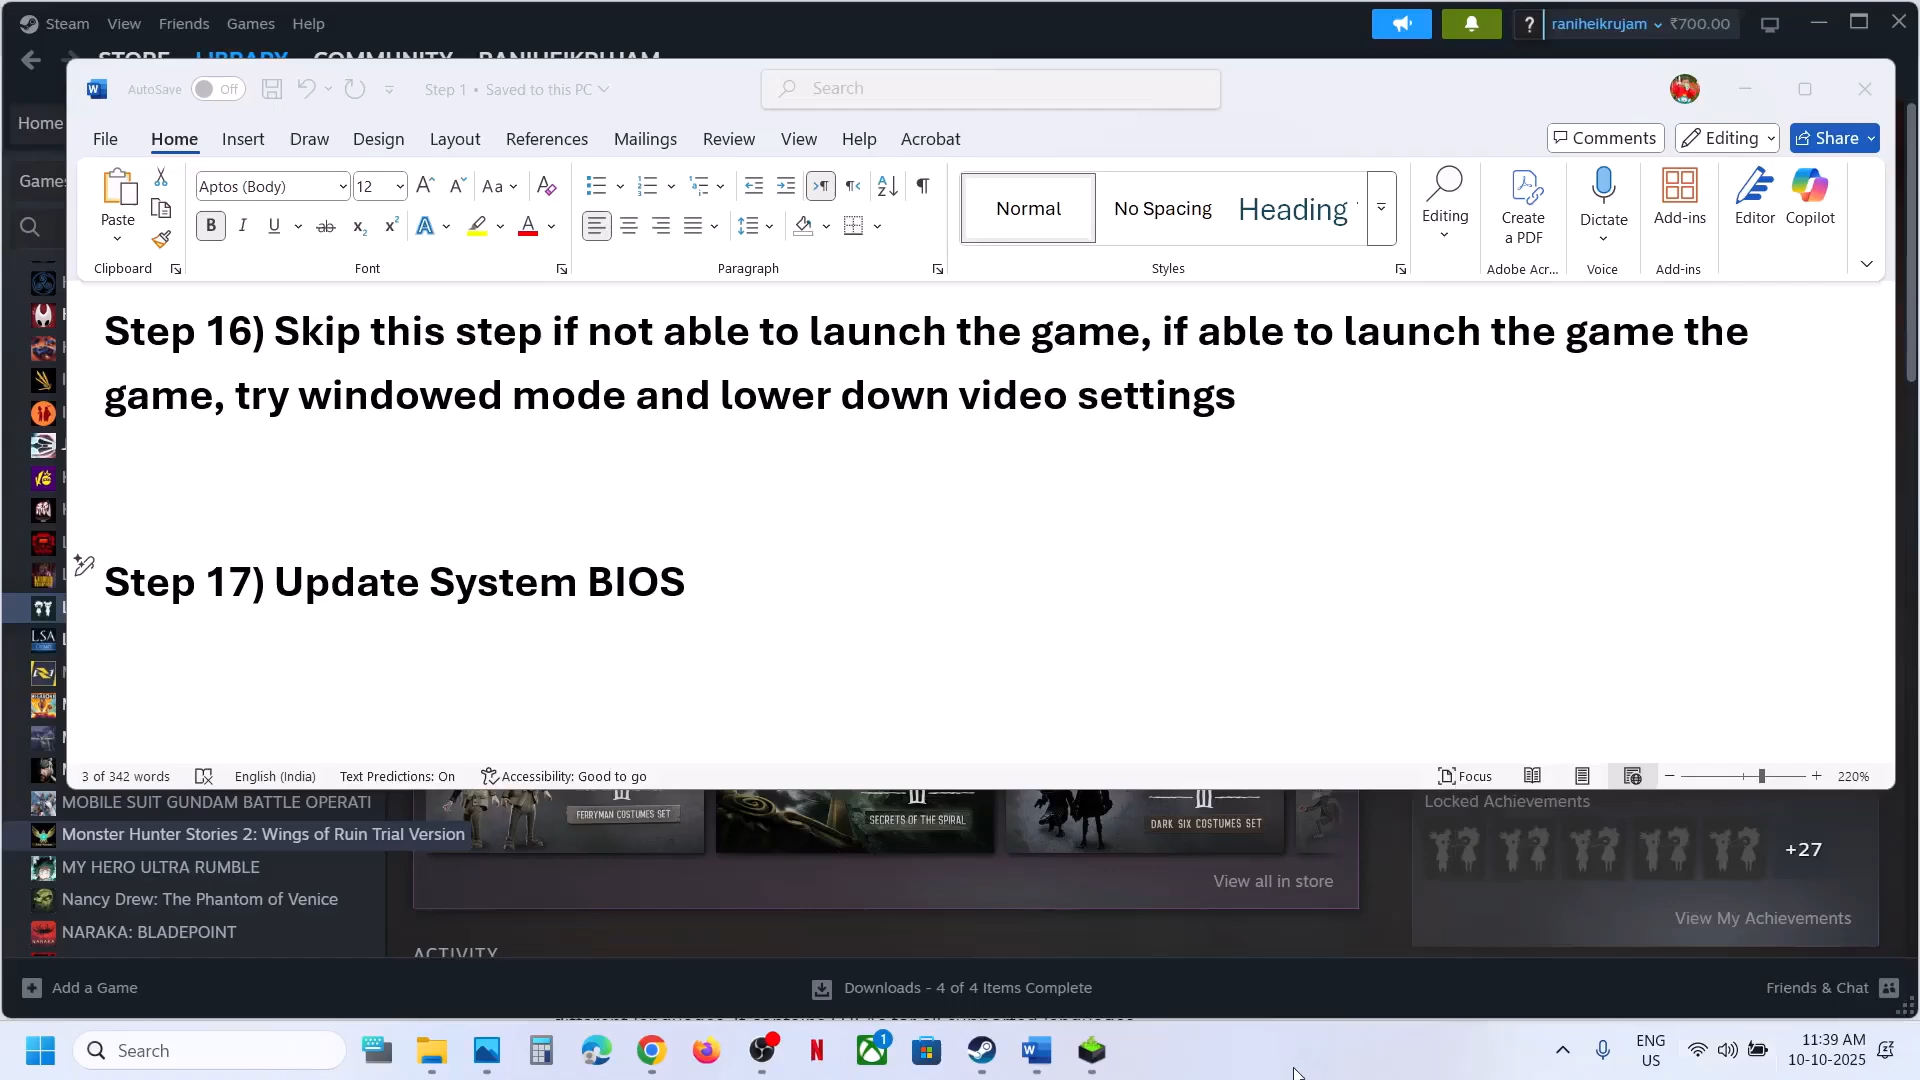 Steam View Friends Games Help
? raniheikrujam ₹700.00
STORE LIBRARY COMMUNITY RANIHEIKRUJAM
AutoSave Off Step 1 • Saved to this PC Search
File Home Insert Draw Design Layout References Mailings Review View Help Acrobat Comments Editing Share
Home
Games
Paste Aptos (Body) 12 Normal No Spacing Heading Editing Create a PDF Dictate Add-ins Editor Copilot
Clipboard Font Paragraph Styles Adobe Acr... Voice Add-ins
Step 16) Skip this step if not able to launch the game, if able to launch the game the
game, try windowed mode and lower down video settings
Step 17) Update System BIOS
LSA
3 of 342 words English (India) Text Predictions: On Accessibility: Good to go Focus 220%
MOBILE SUIT GUNDAM BATTLE OPERATI
Monster Hunter Stories 2: Wings of Ruin Trial Version
MY HERO ULTRA RUMBLE
Nancy Drew: The Phantom of Venice
NARAKA: BLADEPOINT
FERRYMAN COSTUMES SET
SECRETS OF THE SPIRAL
DARK SIX COSTUMES SET
View all in store
Locked Achievements
+27
View My Achievements
ACTIVITY
Add a Game Downloads - 4 of 4 Items Complete Friends & Chat
Search
1
ENG
US
11:39 AM
10-10-2025